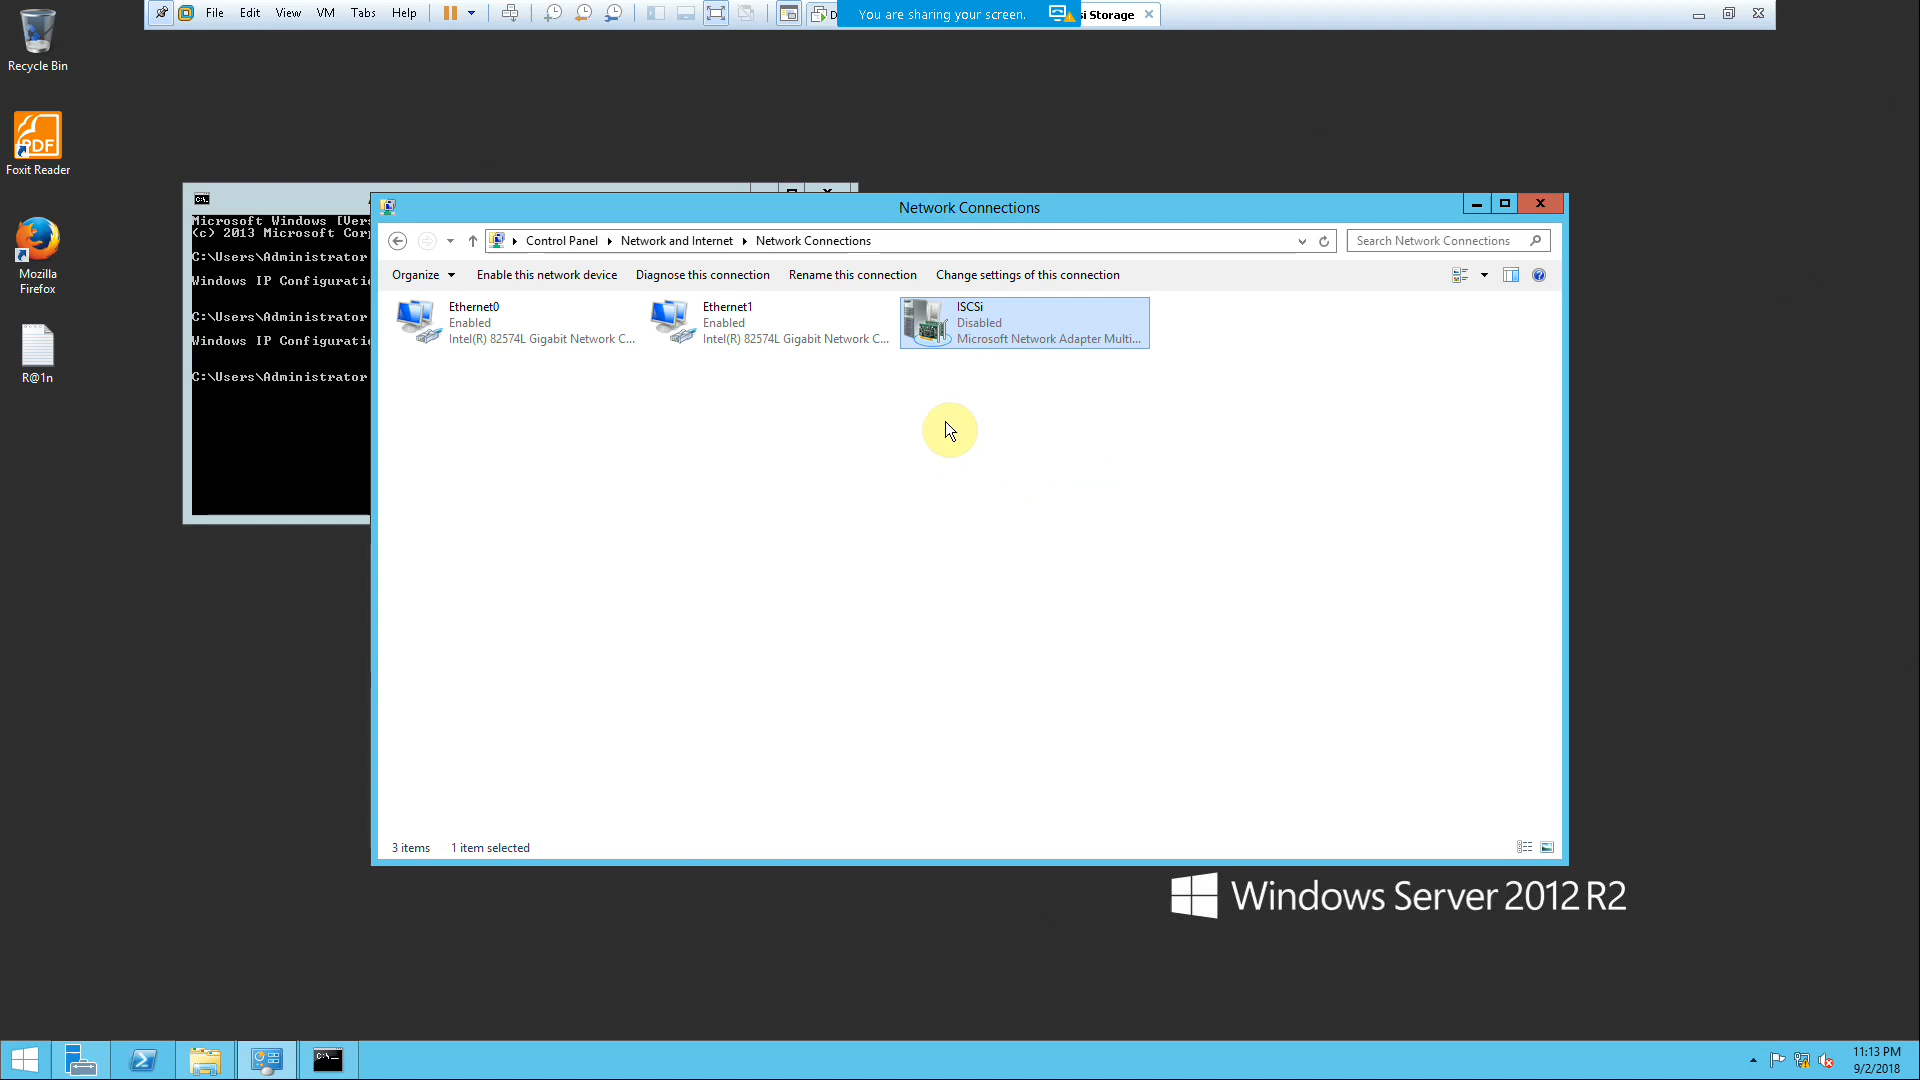 File Edit View VM Tabs Help
You are sharing your screen.
si Storage
Recycle Bin
Foxit Reader
Mozilla
Firefox
R@1n
Microsoft Windows [Vers
(c) 2013 Microsoft Corp
C:\Users\Administrator
Windows IP Configuratio
C:\Users\Administrator
Windows IP Configuratio
C:\Users\Administrator
Network Connections
Control Panel Network and Internet Network Connections
Search Network Connections
Organize Enable this network device Diagnose this connection Rename this connection Change settings of this connection
Ethernet0
Enabled
Intel(R) 82574L Gigabit Network C...
Ethernet1
Enabled
Intel(R) 82574L Gigabit Network C...
ISCSi
Disabled
Microsoft Network Adapter Multi...
3 items 1 item selected
Windows Server 2012 R2
11:13 PM
9/2/2018